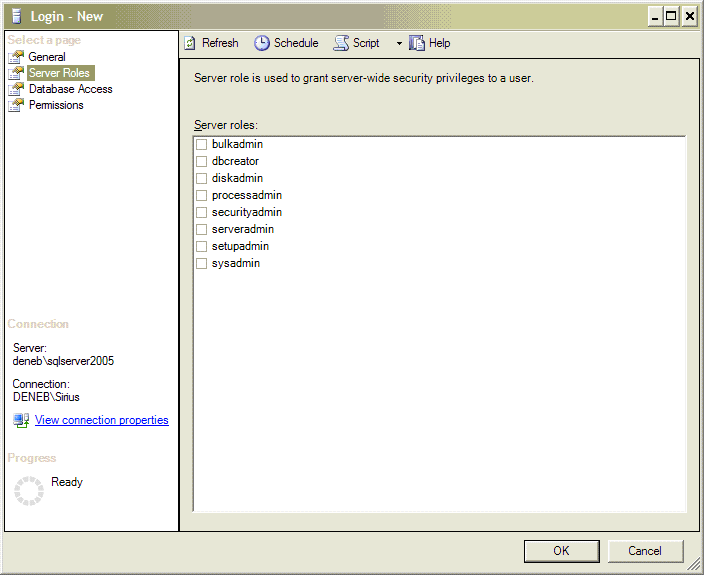 Login - New
Select a page
General
Server Roles
Database Access
Permissions
Refresh Schedule Script Help
Server role is used to grant server-wide security privileges to a user.
Server roles:
bulkadmin
dbcreator
diskadmin
processadmin
securityadmin
serveradmin
setupadmin
sysadmin
Connection
Server:
deneb\sqlserver2005
Connection:
DENEB\Sirius
View connection properties
Progress
Ready
OK Cancel